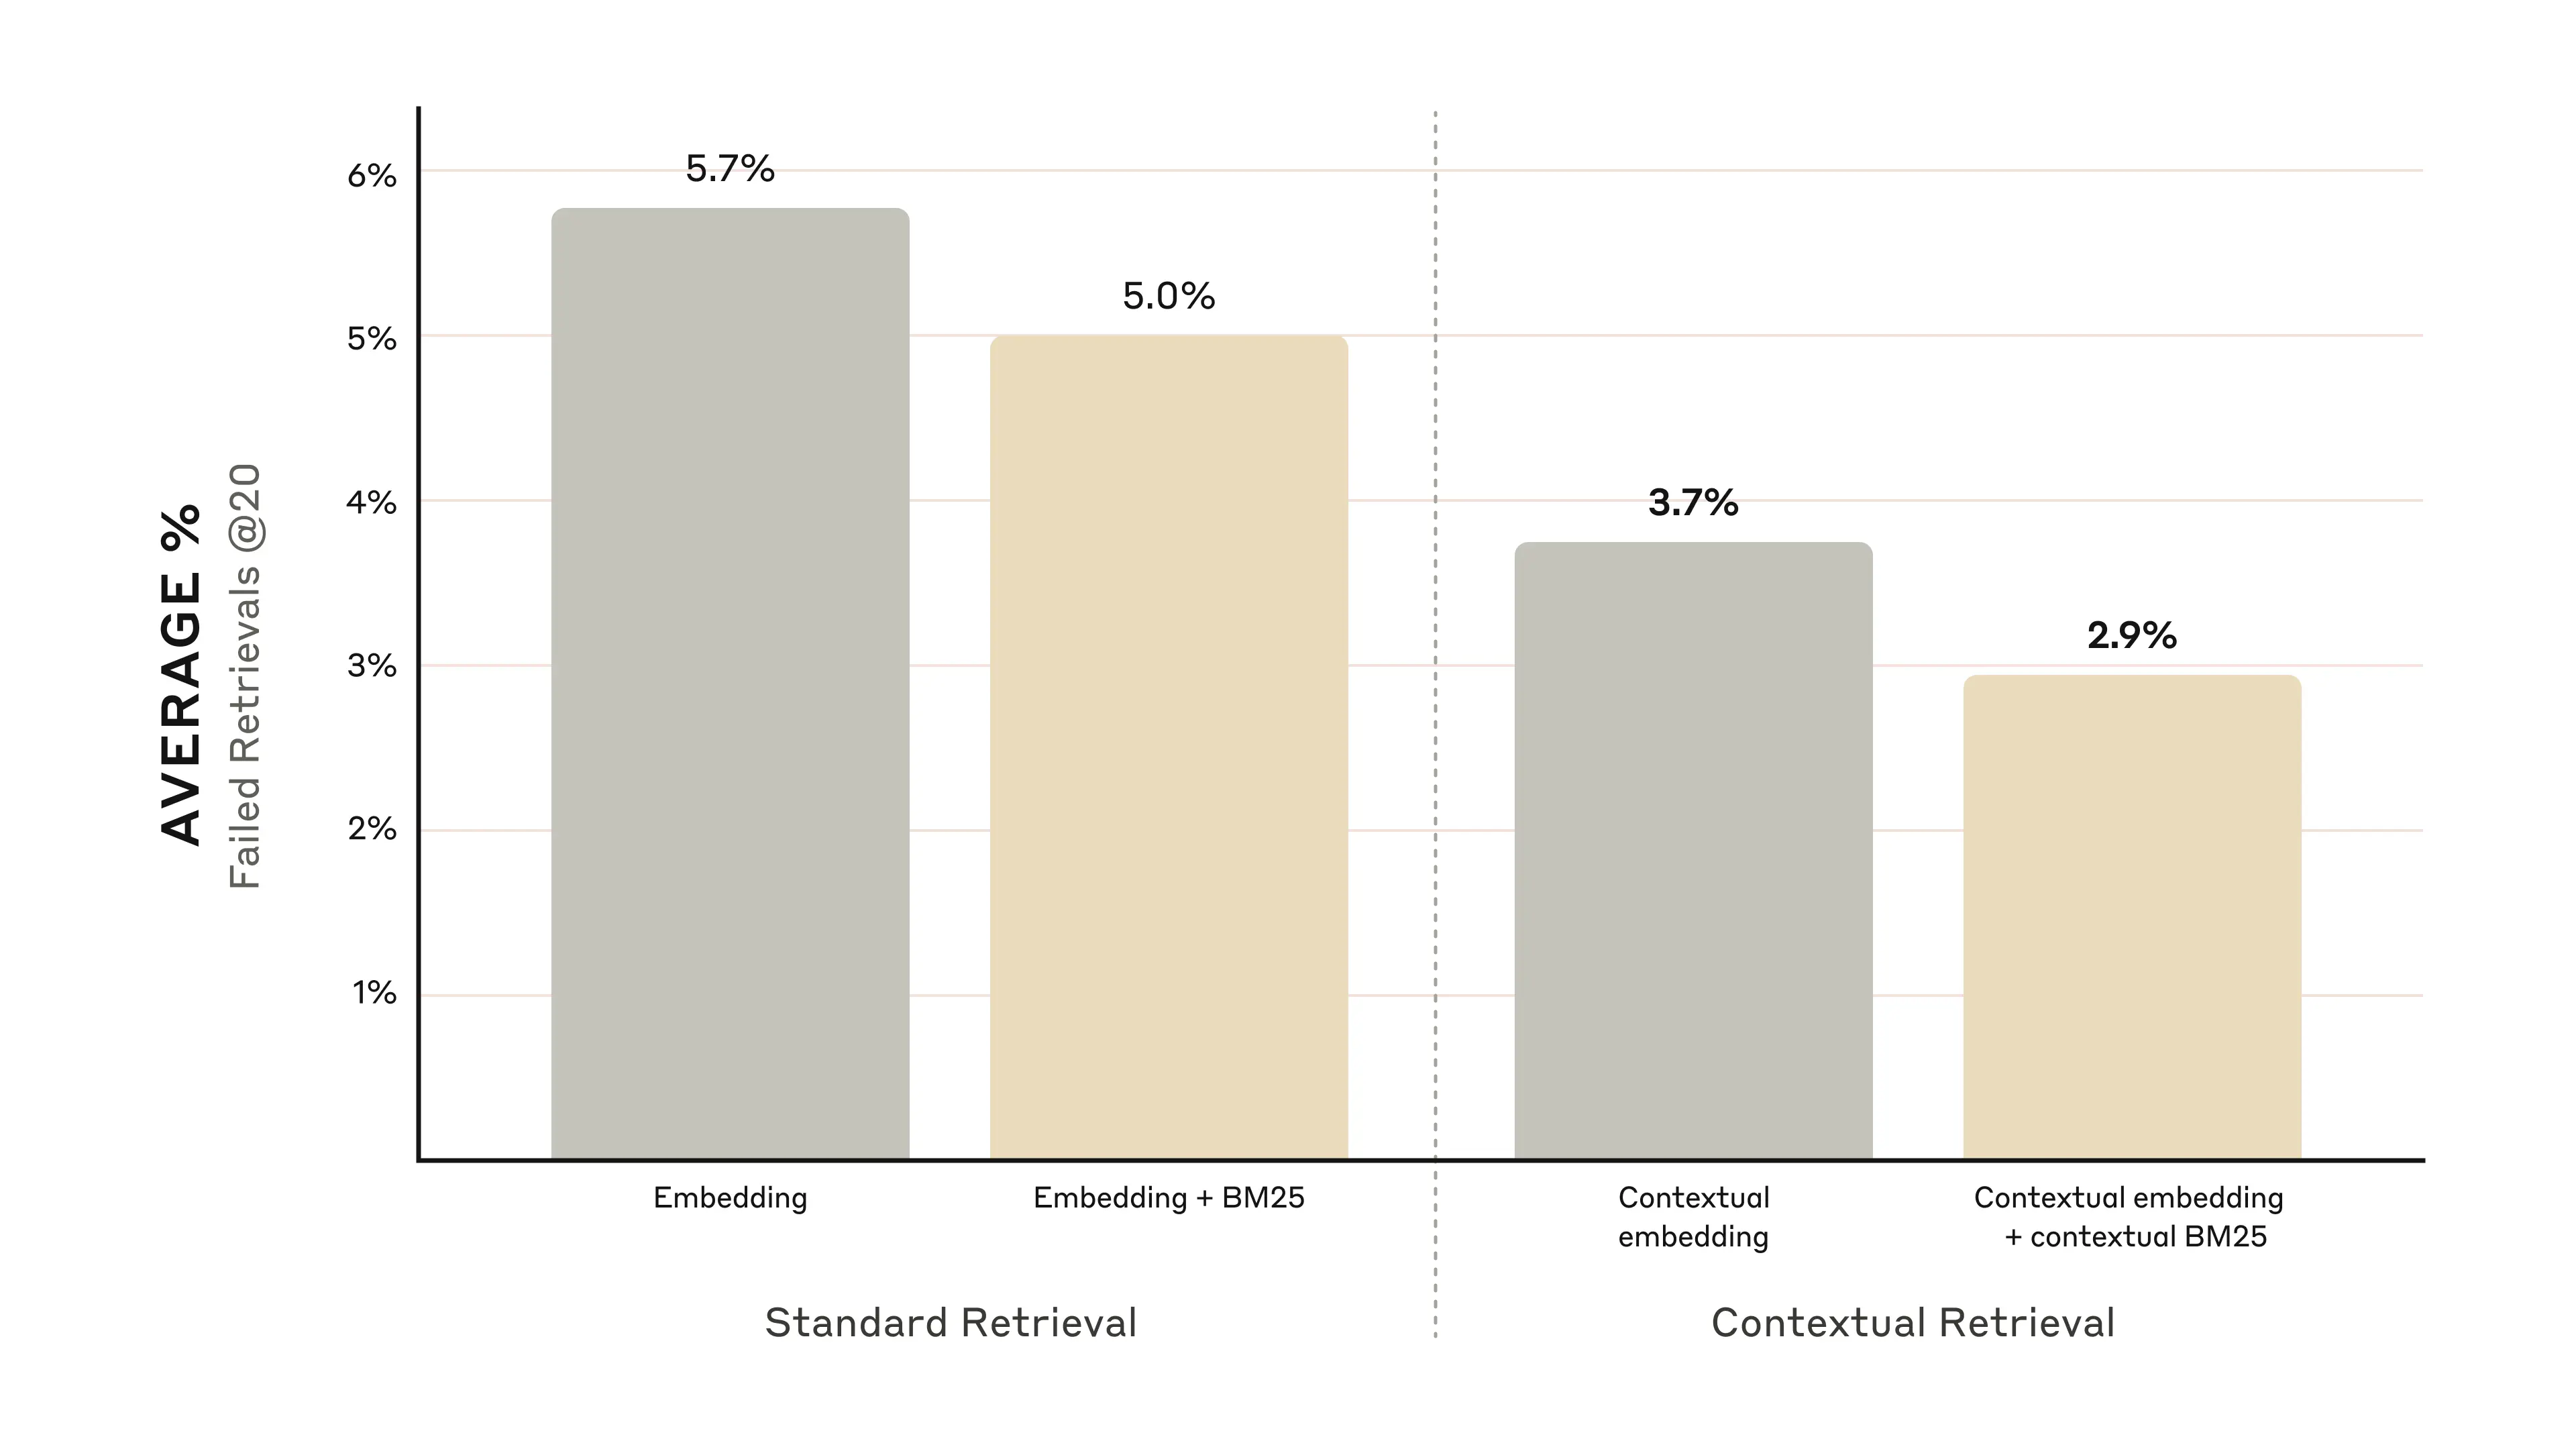 AVERAGE %
Failed Retrievals @20
6%
5%
4%
3%
2%
1%
5.7%
5.0%
3.7%
2.9%
Embedding
Embedding + BM25
Contextual
embedding
Contextual embedding
+ contextual BM25
Standard Retrieval
Contextual Retrieval